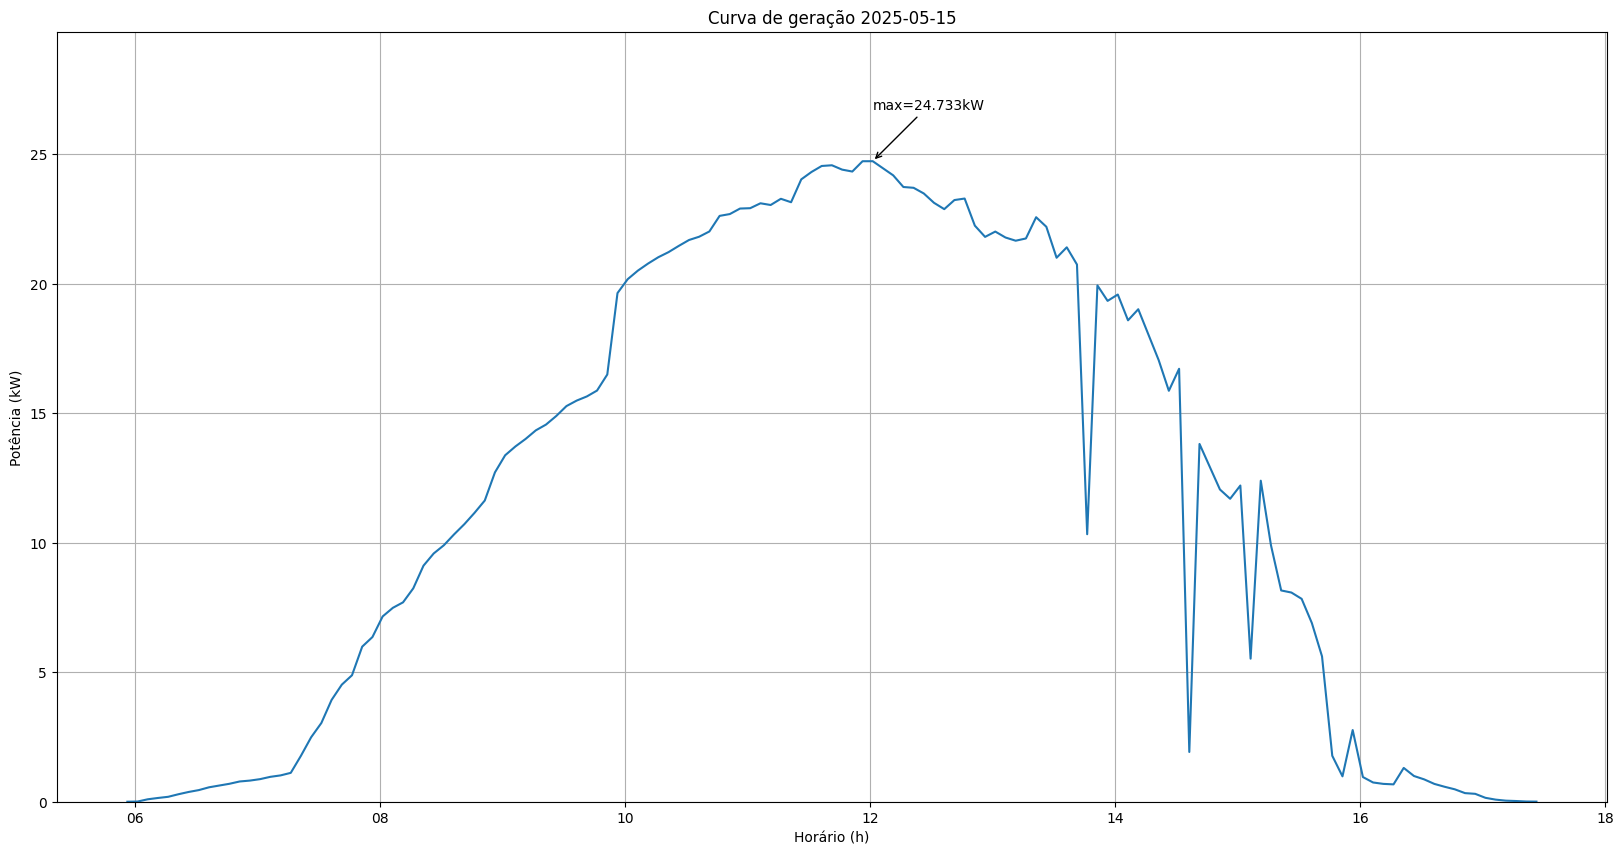 Curva de geração 2025-05-15
max=24.733kW
25
20
15
10
5
0
Potência (kW)
06 08 10 12 14 16 18
Horário (h)